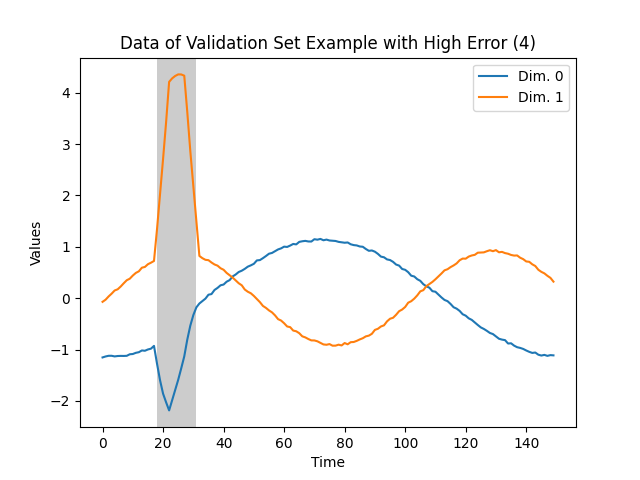 Data of Validation Set Example with High Error (4)
Dim. 0
Dim. 1
Values
4
3
2
1
0
−1
−2
0 20 40 60 80 100 120 140
Time